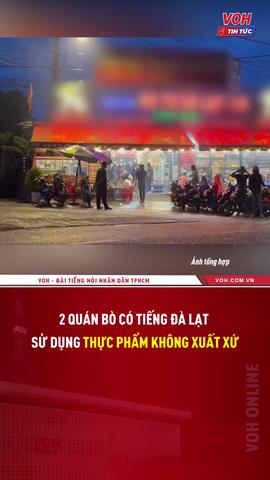 VOH
TIN TỨC
Ảnh tổng hợp
VOH - ĐÀI TIẾNG NÓI NHÂN DÂN TPHCM
VOH.COM.VN
2 QUÁN BÒ CÓ TIẾNG ĐÀ LẠT
SỬ DỤNG THỰC PHẨM KHÔNG XUẤT XỨ
VOH ONLINE
VOH